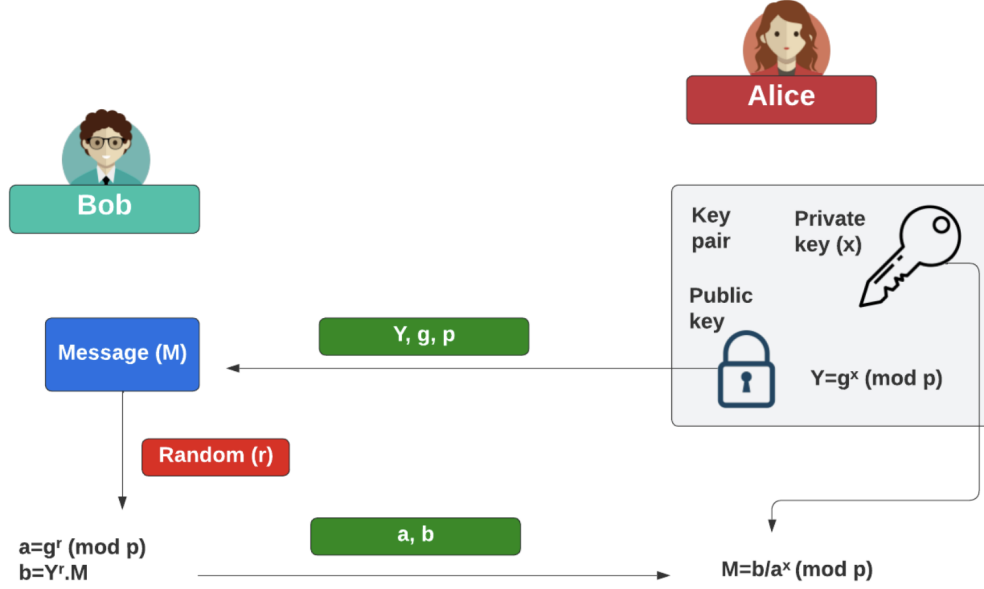 Alice
Bob
Key
pair
Private
key (x)
Public
key
Y, g, p
Message (M)
Y=gˣ (mod p)
Random (r)
a, b
a=gʳ (mod p)
b=Yʳ.M
M=b/aˣ (mod p)